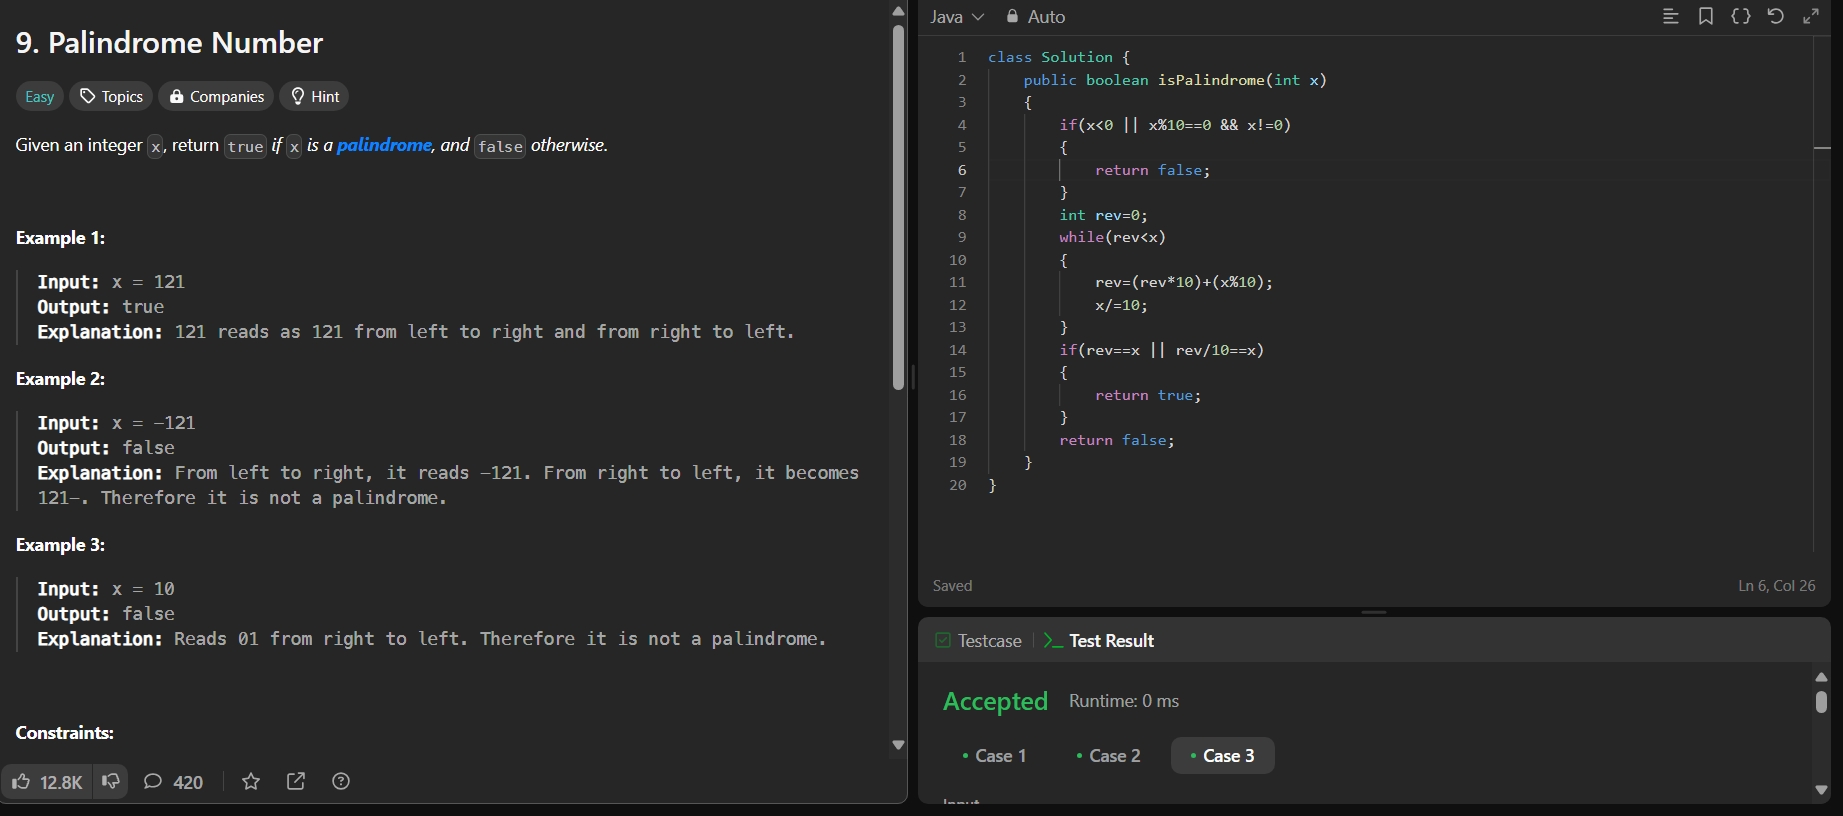 9. Palindrome Number
Easy Topics Companies Hint
Given an integer x, return true if x is a palindrome, and false otherwise.
Example 1:
Input: x = 121
Output: true
Explanation: 121 reads as 121 from left to right and from right to left.
Example 2:
Input: x = -121
Output: false
Explanation: From left to right, it reads -121. From right to left, it becomes
121-. Therefore it is not a palindrome.
Example 3:
Input: x = 10
Output: false
Explanation: Reads 01 from right to left. Therefore it is not a palindrome.
Constraints:
12.8K 420
Java Auto
1 class Solution {
2 public boolean isPalindrome(int x)
3 {
4 if(x<0 || x%10==0 && x!=0)
5 {
6 return false;
7 }
8 int rev=0;
9 while(rev<x)
10 {
11 rev=(rev*10)+(x%10);
12 x/=10;
13 }
14 if(rev==x || rev/10==x)
15 {
16 return true;
17 }
18 return false;
19 }
20 }
Saved Ln 6, Col 26
Testcase Test Result
Accepted Runtime: 0 ms
Case 1 Case 2 Case 3